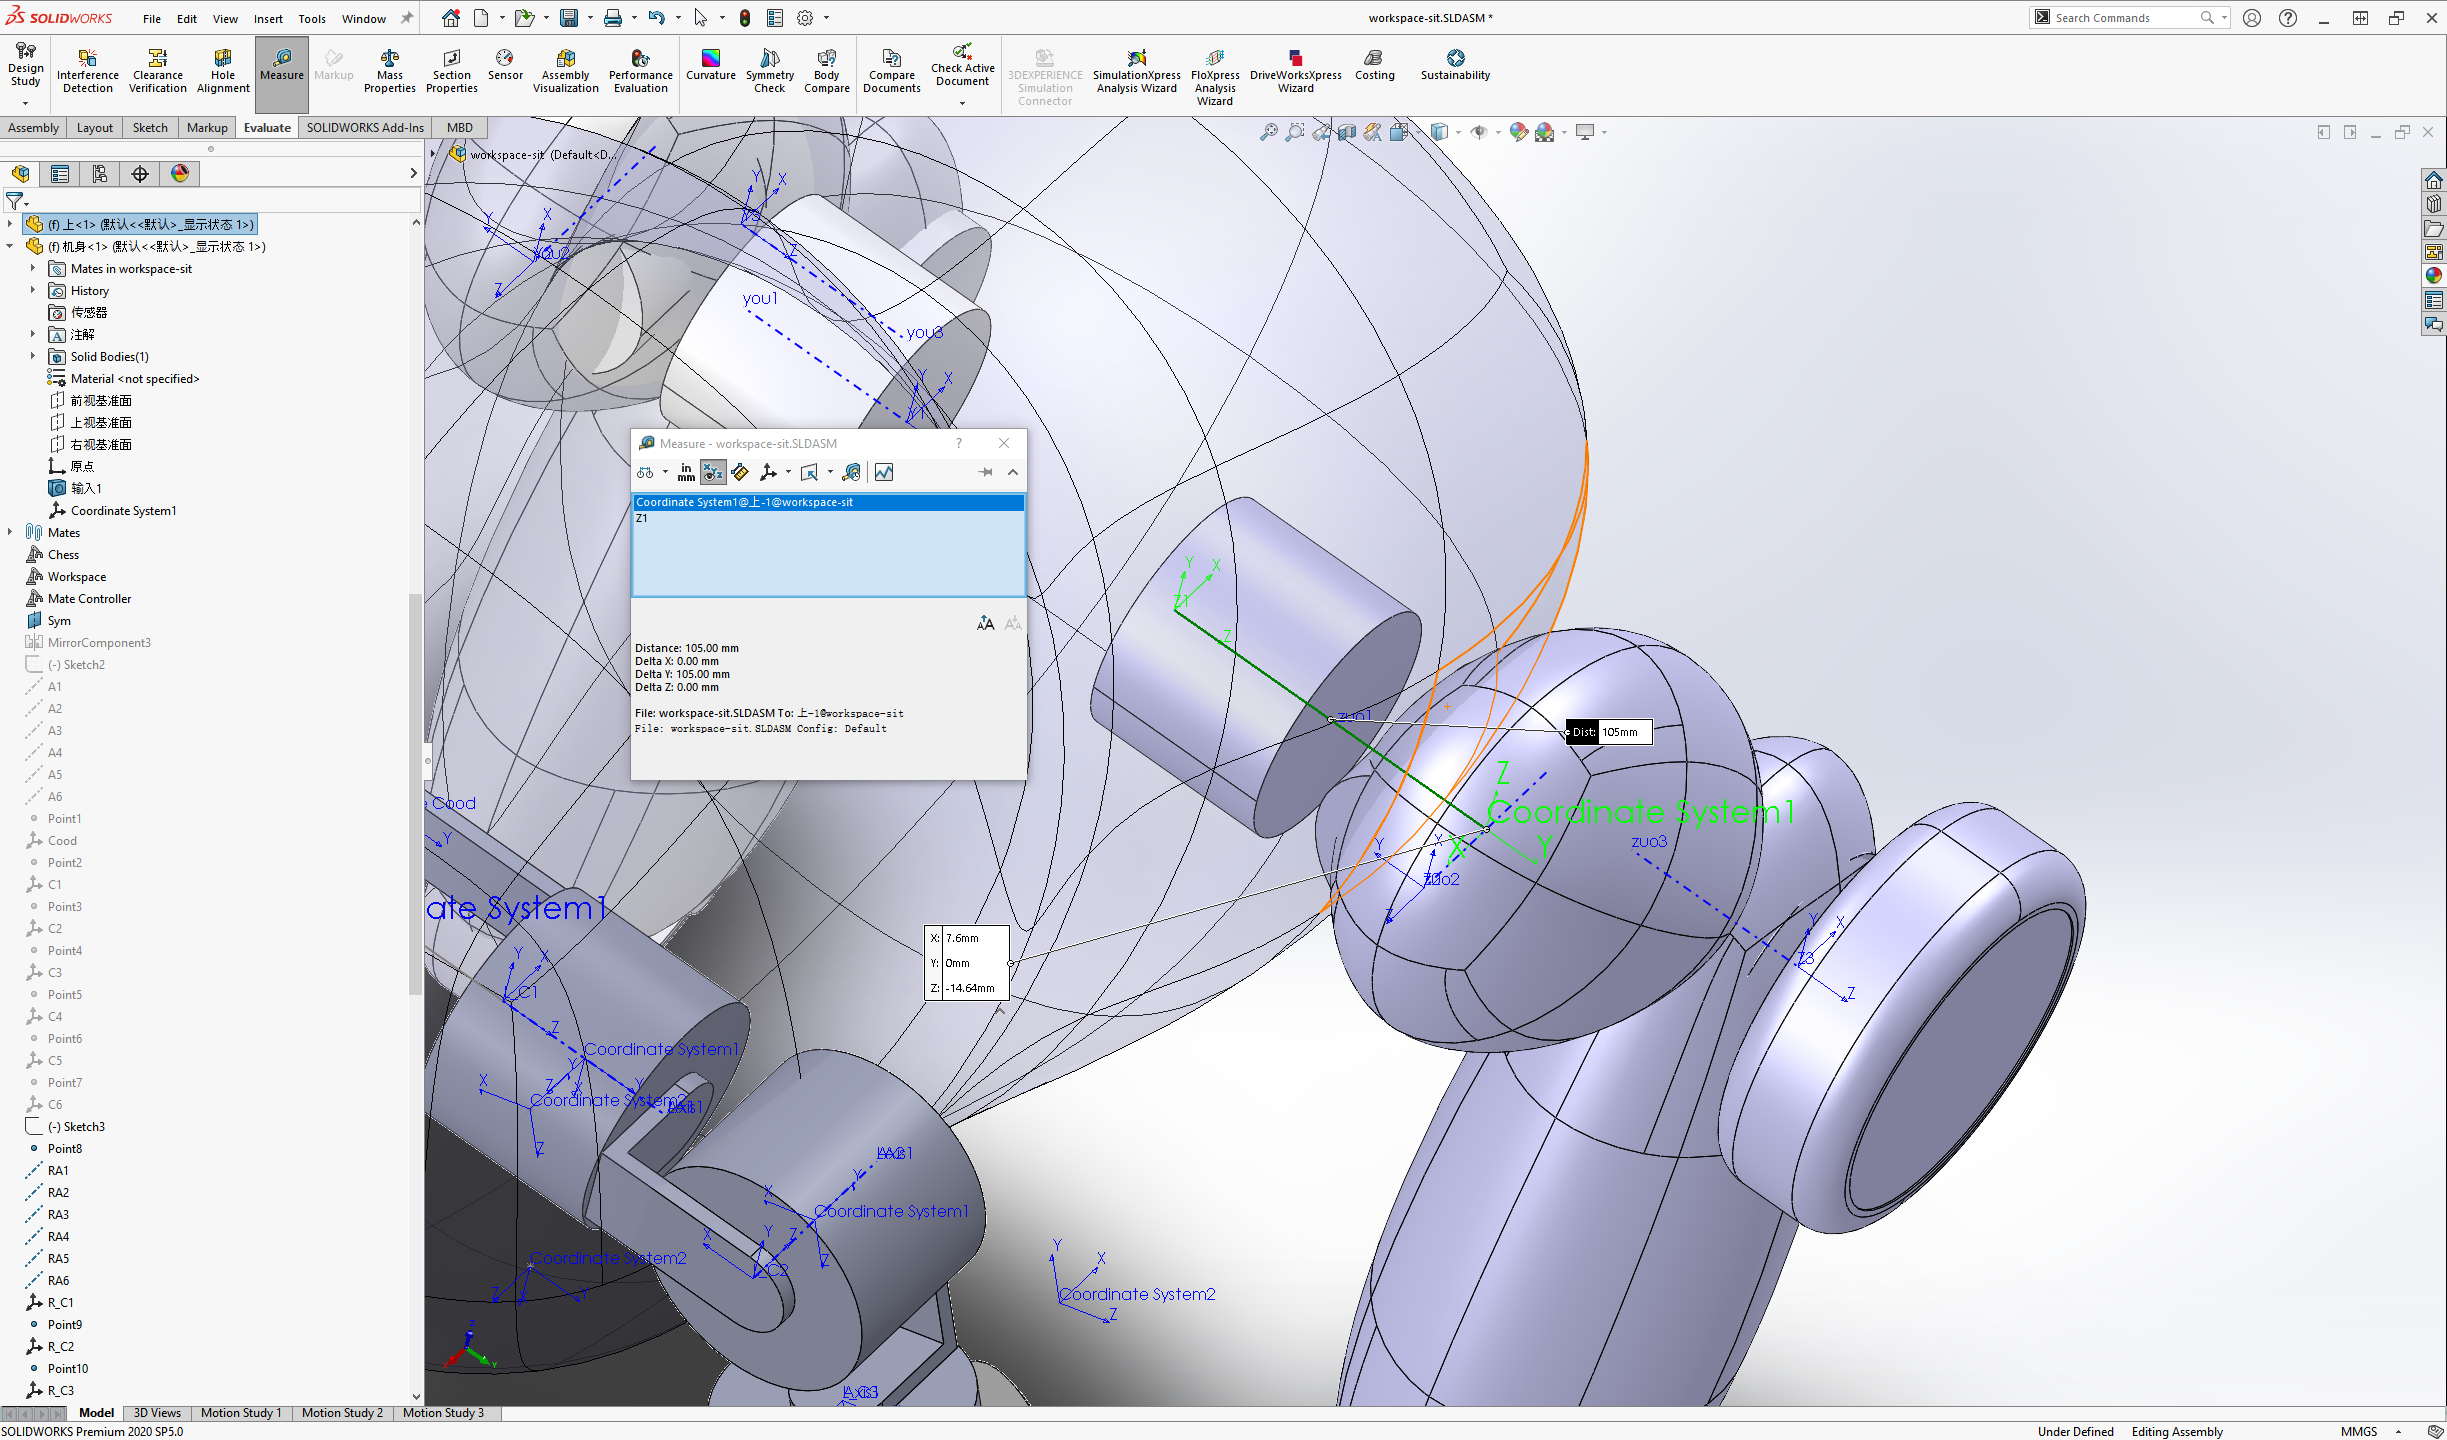 SOLIDWORKS
File Edit View Insert Tools Window
workspace-sit.SLDASM *
Search Commands
Design Study
Interference Detection
Clearance Verification
Hole Alignment
Measure
Markup
Mass Properties
Section Properties
Sensor
Assembly Visualization
Performance Evaluation
Curvature
Symmetry Check
Body Compare
Compare Documents
Check Active Document
3DEXPERIENCE Simulation Connector
SimulationXpress Analysis Wizard
FloXpress Analysis Wizard
DriveWorksXpress Wizard
Costing
Sustainability
Assembly Layout Sketch Markup Evaluate SOLIDWORKS Add-Ins MBD
workspace-sit (Default<D...
(f) 上<1> (默认<<默认>_显示状态 1>)
(f) 机身<1> (默认<<默认>_显示状态 1>)
Mates in workspace-sit
History
传感器
注解
Solid Bodies(1)
Material <not specified>
前视基准面
上视基准面
右视基准面
原点
输入1
Coordinate System1
Mates
Chess
Workspace
Mate Controller
Sym
MirrorComponent3
(-) Sketch2
A1
A2
A3
A4
A5
A6
Point1
Cood
Point2
C1
Point3
C2
Point4
C3
Point5
C4
Point6
C5
Point7
C6
(-) Sketch3
Point8
RA1
RA2
RA3
RA4
RA5
RA6
R_C1
Point9
R_C2
Point10
R_C3
Measure - workspace-sit.SLDASM
in
mm
Coordinate System1@上-1@workspace-sit
Z1
Distance: 105.00 mm
Delta X: 0.00 mm
Delta Y: 105.00 mm
Delta Z: 0.00 mm
File: workspace-sit.SLDASM To: 上-1@workspace-sit
File: workspace-sit.SLDASM Config: Default
you1
you3
Y
X
Z
Z1
Dist: 105mm
Z
Coordinate System1
X
Y
zuo3
Z3
X: 7.6mm
Y: 0mm
Z: -14.64mm
Cood
ate System1
Coordinate System1
Coordinate System2
Coordinate System1
Coordinate System2
Coordinate System2
Model 3D Views Motion Study 1 Motion Study 2 Motion Study 3
SOLIDWORKS Premium 2020 SP5.0
Under Defined Editing Assembly MMGS